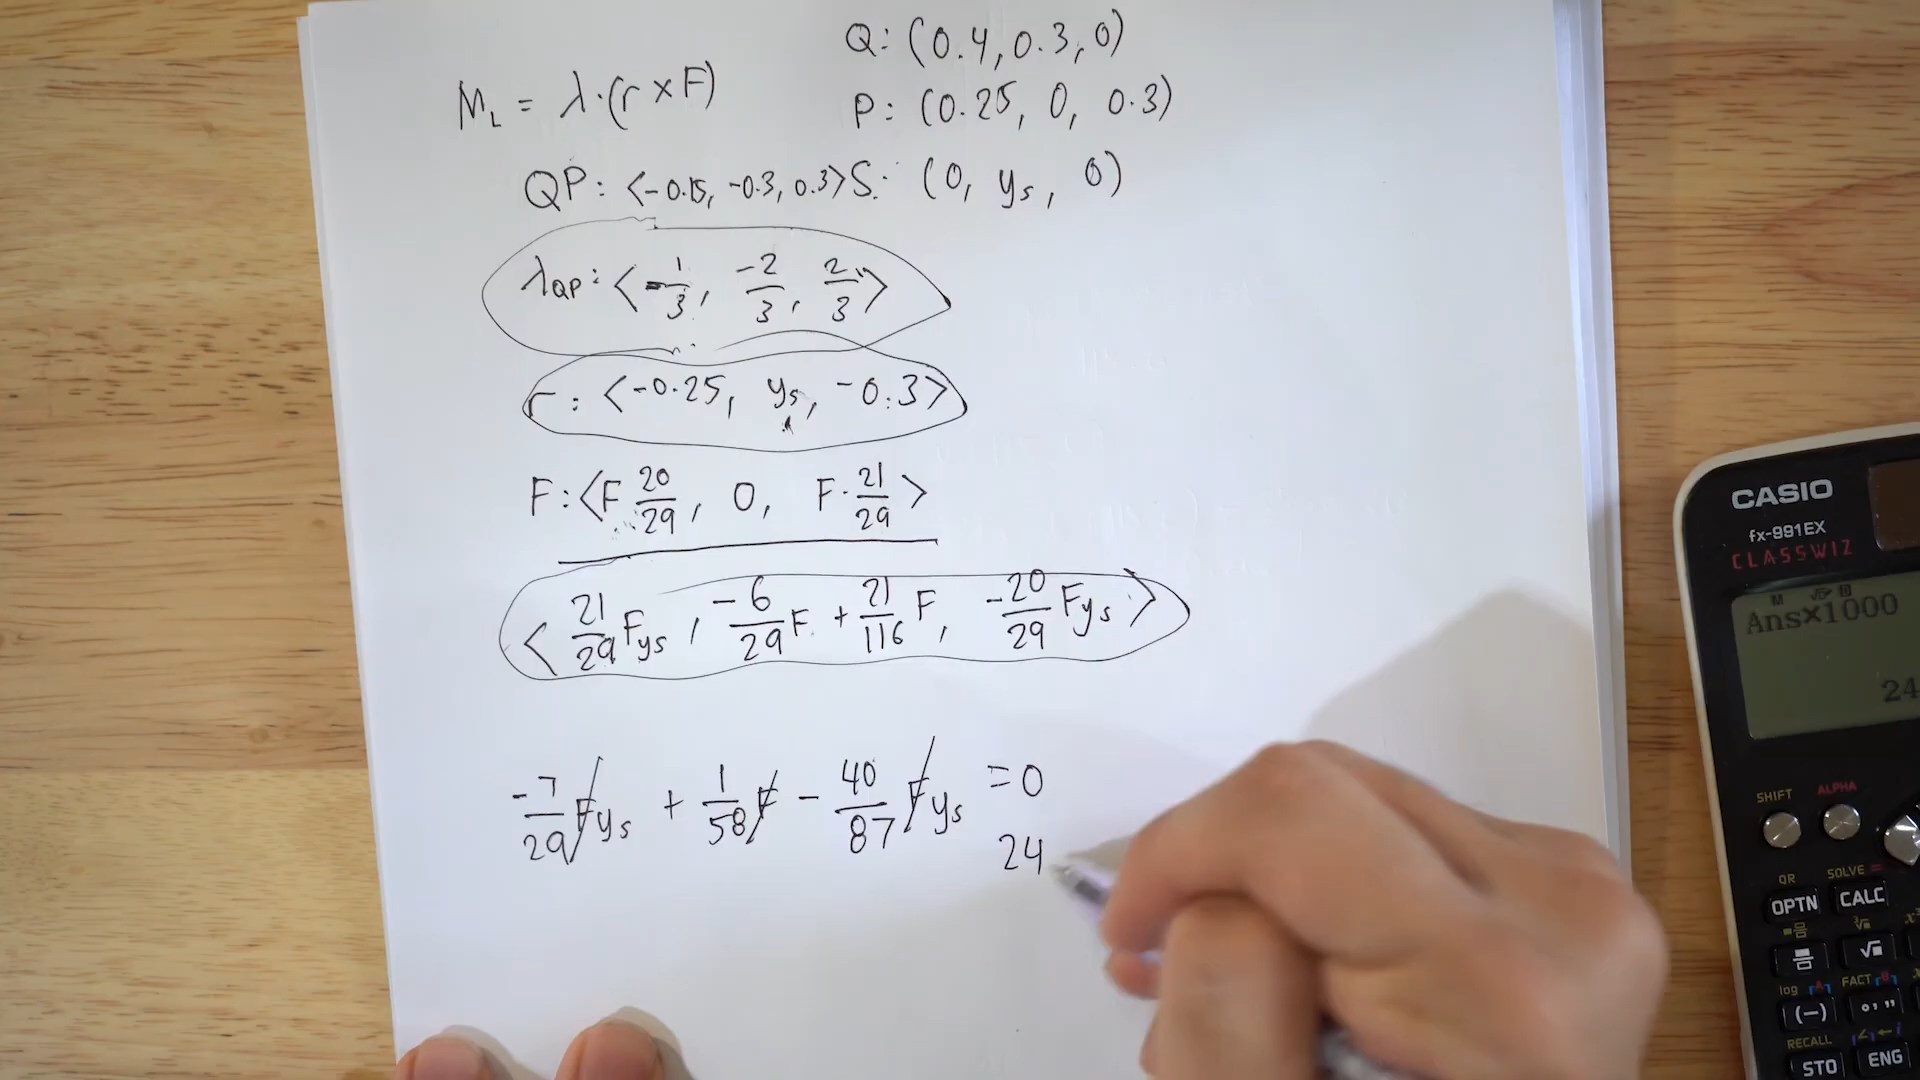 Q: (0.4, 0.3, 0)
M_L = λ·(r × F)
P: (0.25, 0, 0.3)
QP: <-0.15, -0.3, 0.3> S: (0, y_s, 0)
λ_QP: <-1/3, -2/3, 2/3>
r: <-0.25, y_s, -0.3>
F: <F 20/29, 0, F · 21/29>
<21/29 Fy_s, -6/29 F + 21/116 F, -20/29 Fy_s>
-7/29 Fy_s + 1/58 F - 40/87 Fy_s = 0
24
CASIO
fx-991EX
CLASSWIZ
Ans×1000
24
SHIFT ALPHA
QR SOLVE =
OPTN CALC
log [A] FACT [B]
(-) °’”
RECALL
STO ENG